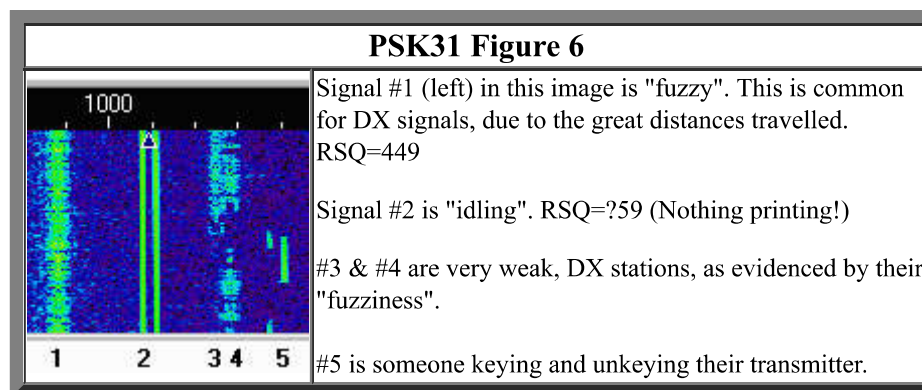 PSK31 Figure 6
1000
1 2 3 4 5
Signal #1 (left) in this image is "fuzzy". This is common
for DX signals, due to the great distances travelled.
RSQ=449
Signal #2 is "idling". RSQ=?59 (Nothing printing!)
#3 & #4 are very weak, DX stations, as evidenced by their
"fuzziness".
#5 is someone keying and unkeying their transmitter.